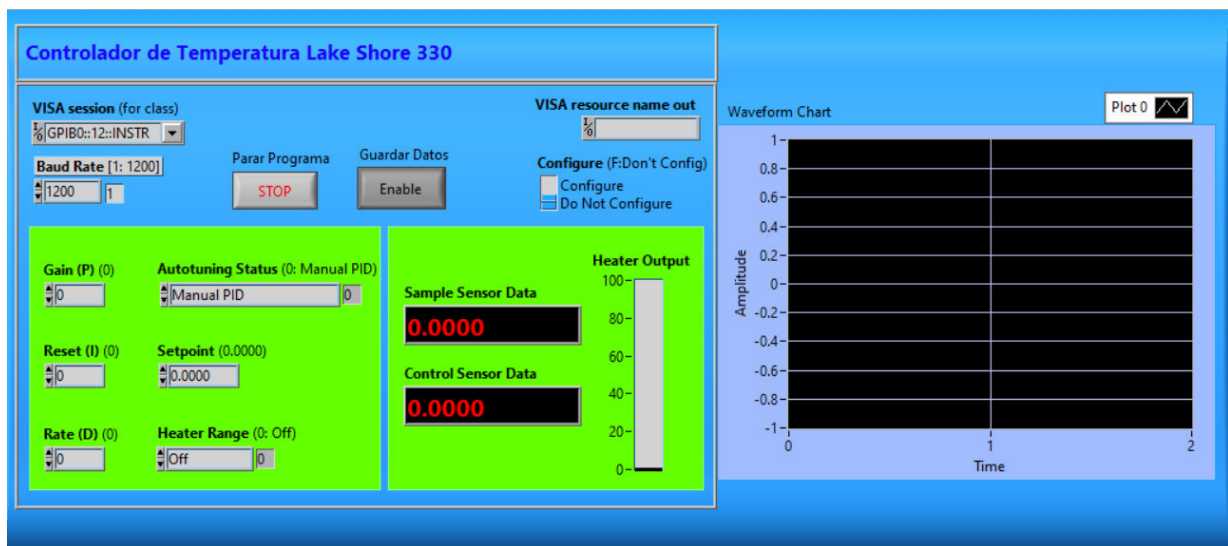 Controlador de Temperatura Lake Shore 330
VISA session (for class)
GPIB0::12::INSTR
VISA resource name out
Baud Rate [1: 1200]
1200 1
Parar Programa
STOP
Guardar Datos
Enable
Configure (F:Don't Config)
Configure
Do Not Configure
Gain (P) (0)
0
Autotuning Status (0: Manual PID)
Manual PID 0
Reset (I) (0)
0
Setpoint (0.0000)
0.0000
Rate (D) (0)
0
Heater Range (0: Off)
Off 0
Sample Sensor Data
0.0000
Control Sensor Data
0.0000
Heater Output
100
80
60
40
20
0
Waveform Chart
Plot 0
Amplitude
1
0.8
0.6
0.4
0.2
0
-0.2
-0.4
-0.6
-0.8
-1
0 1 2
Time